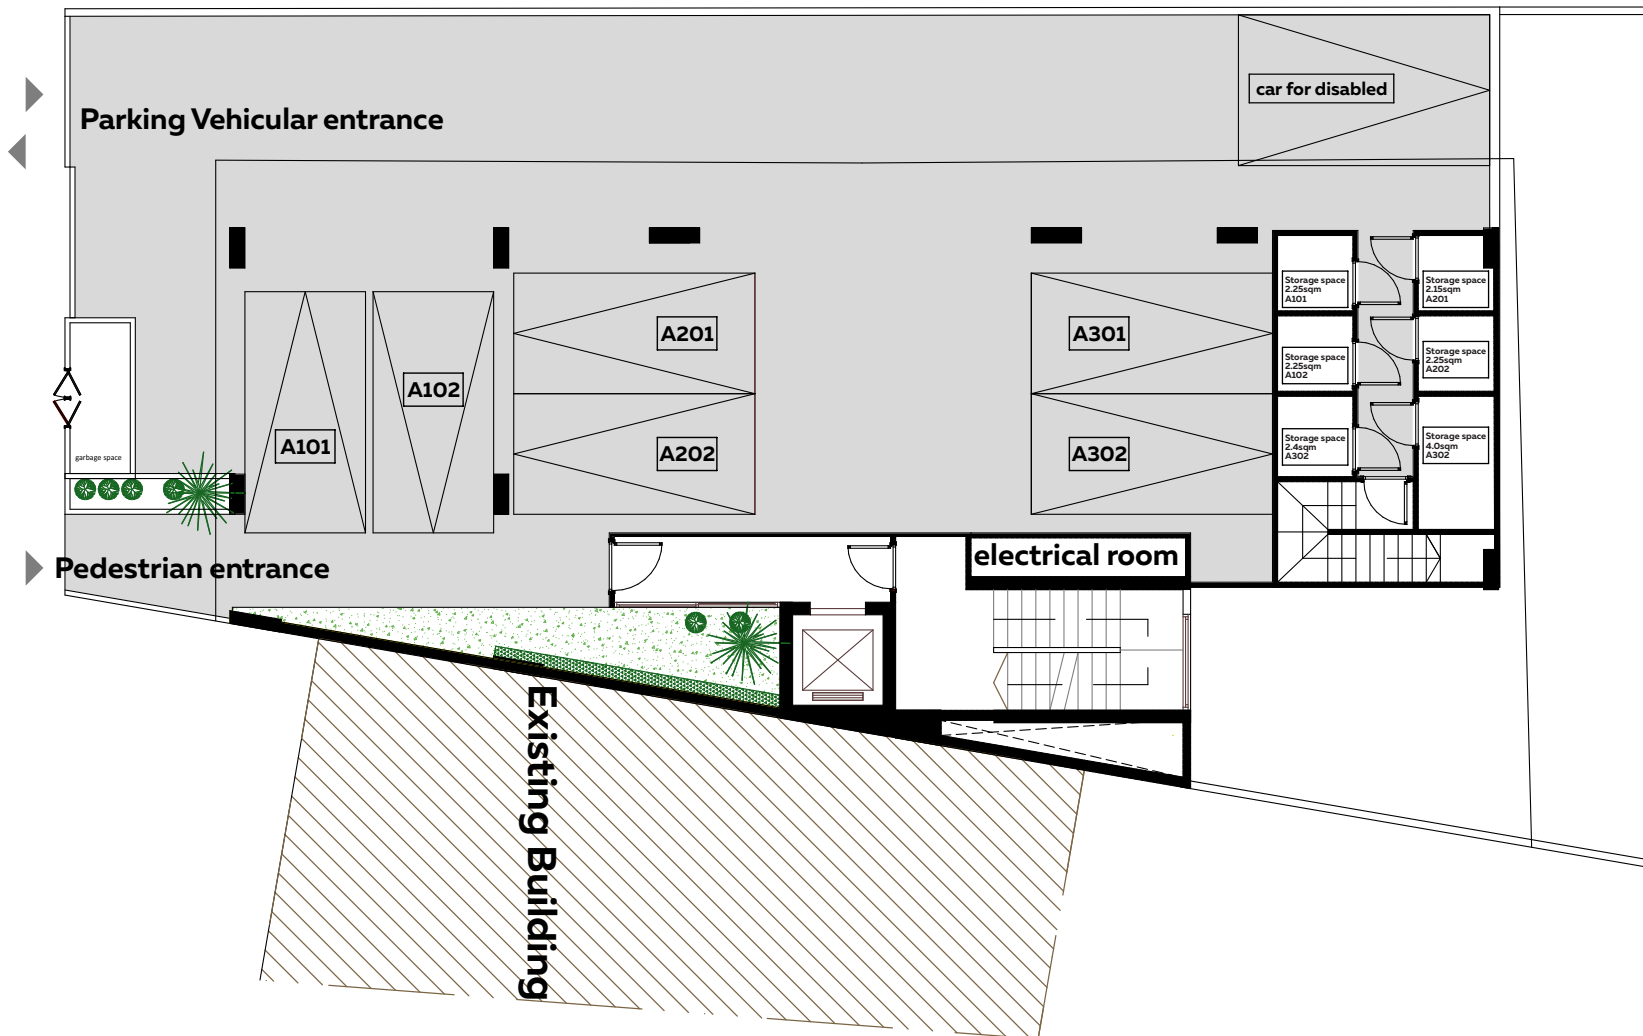 car for disabled
Parking Vehicular entrance
Storage space
2.25sqm
A101
Storage space
2.15sqm
A201
A201
A301
Storage space
2.25sqm
A102
Storage space
2.25sqm
A202
A102
A101
A202
A302
Storage space
2.4sqm
A302
Storage space
4.0sqm
A302
garbage space
Pedestrian entrance
electrical room
Existing Building